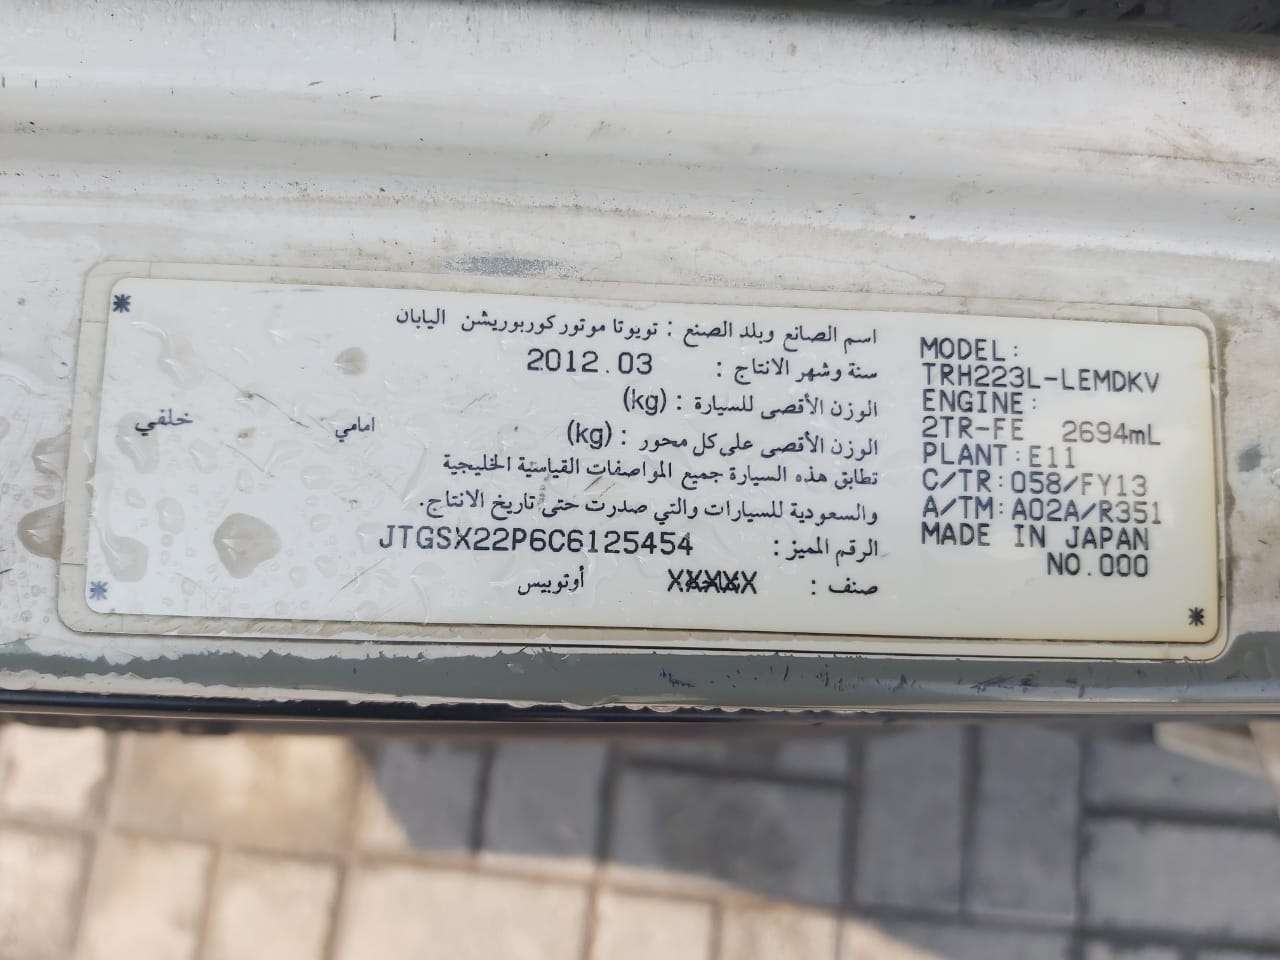 اسم الصانع وبلد الصنع : تويوتا موتور كوربوريشن اليابان
سنة وشهر الانتاج : 2012.03
الوزن الأقصى للسيارة : (kg)
الوزن الأقصى على كل محور : (kg) امامي خلفي
تطابق هذه السيارة جميع المواصفات القياسية الخليجية
والسعودية للسيارات والتي صدرت حتى تاريخ الانتاج.
الرقم المميز : JTGSX22P6C6125454
صنف : XXXXX أوتوبيس
MODEL:
TRH223L-LEMDKV
ENGINE:
2TR-FE 2694mL
PLANT:E11
C/TR:058/FY13
A/TM:A02A/R351
MADE IN JAPAN
NO.000